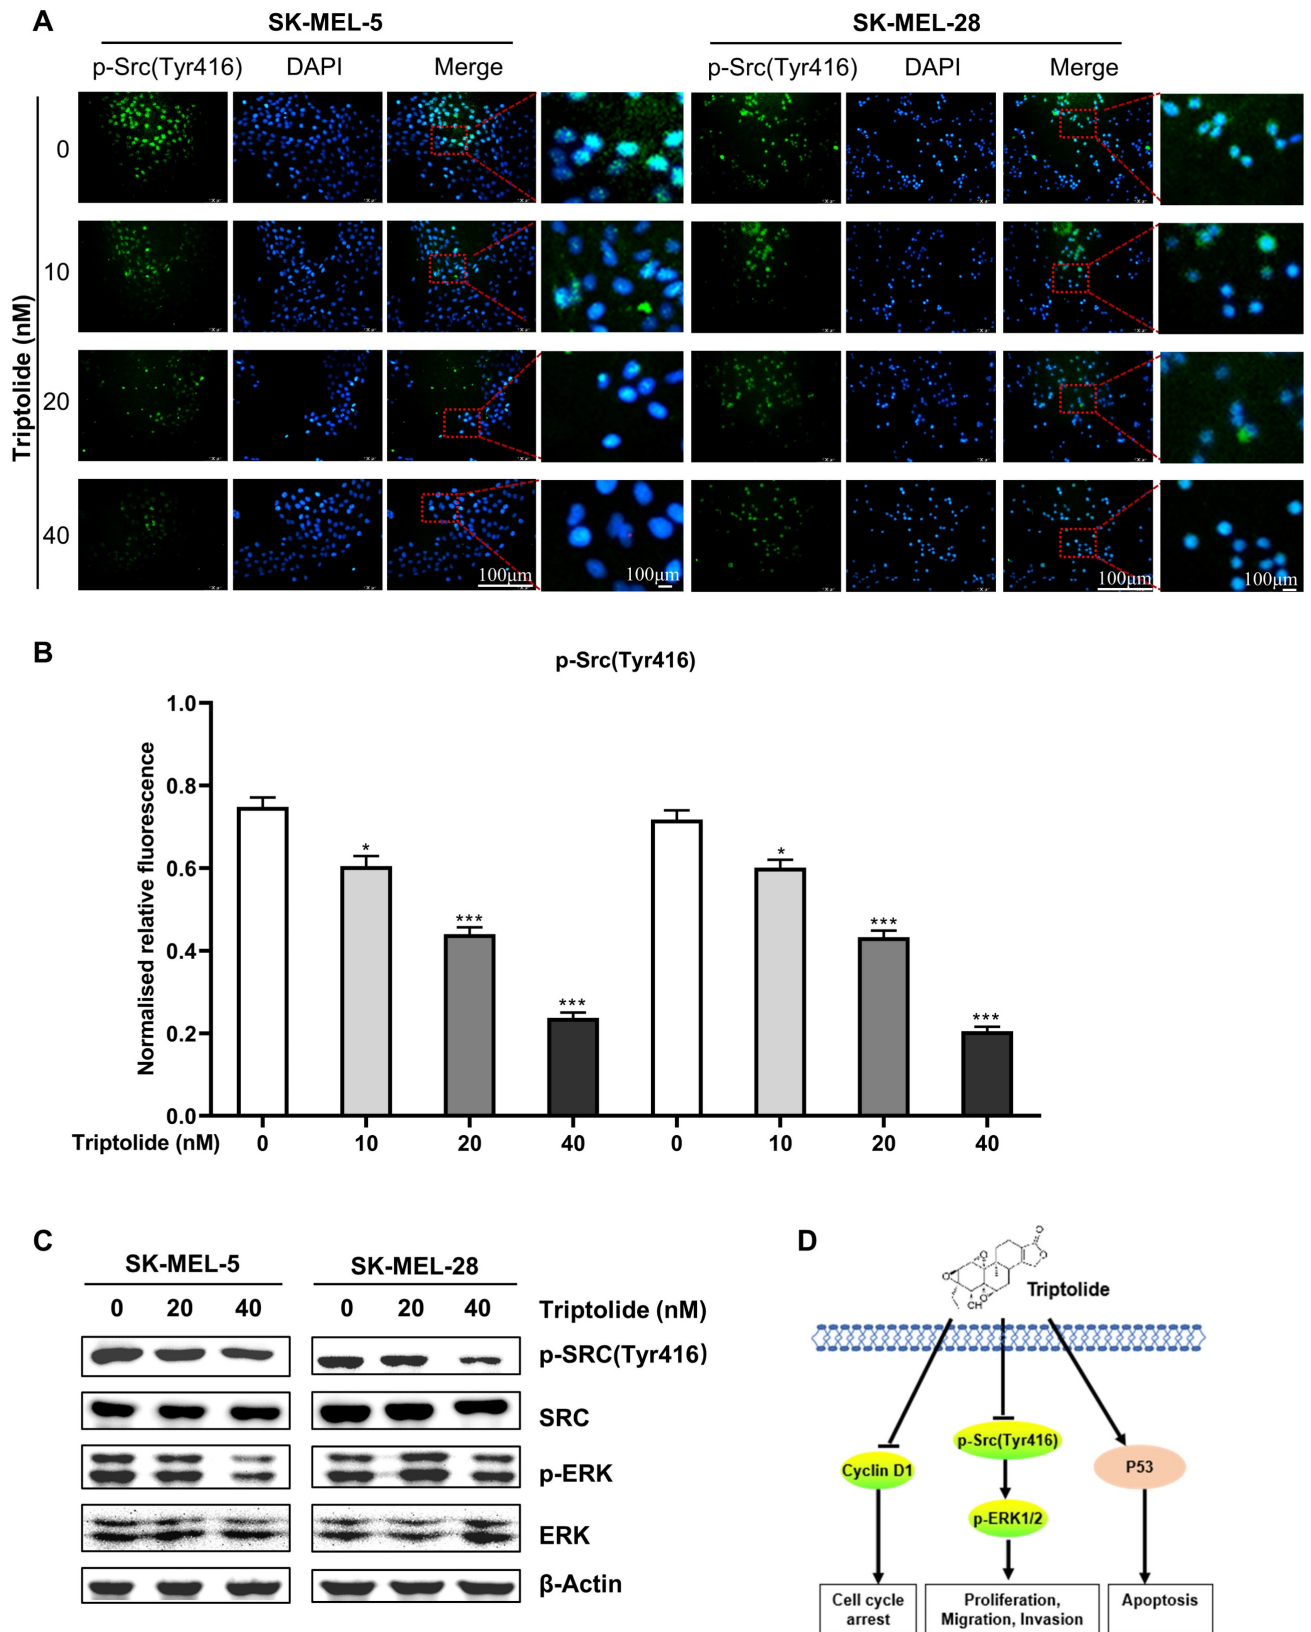 A
SK-MEL-5
SK-MEL-28
p-Src(Tyr416)
DAPI
Merge
p-Src(Tyr416)
DAPI
Merge
Triptolide (nM)
0
10
20
40
100μm
100μm
100μm
100μm
B
p-Src(Tyr416)
Normalised relative fluorescence
1.0
0.8
0.6
0.4
0.2
0.0
*
***
***
*
***
***
Triptolide (nM)
0
10
20
40
0
10
20
40
C
SK-MEL-5
SK-MEL-28
0
20
40
0
20
40
Triptolide (nM)
p-SRC(Tyr416)
SRC
p-ERK
ERK
β-Actin
D
O
O
O
O
O
CH
Triptolide
Cyclin D1
p-Src(Tyr416)
P53
p-ERK1/2
Cell cycle
arrest
Proliferation,
Migration, Invasion
Apoptosis